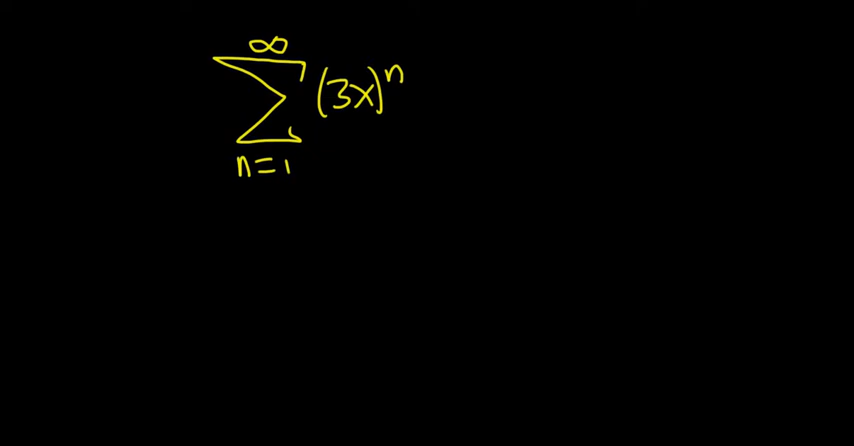 ∞
∑ (3x)ⁿ
n=1